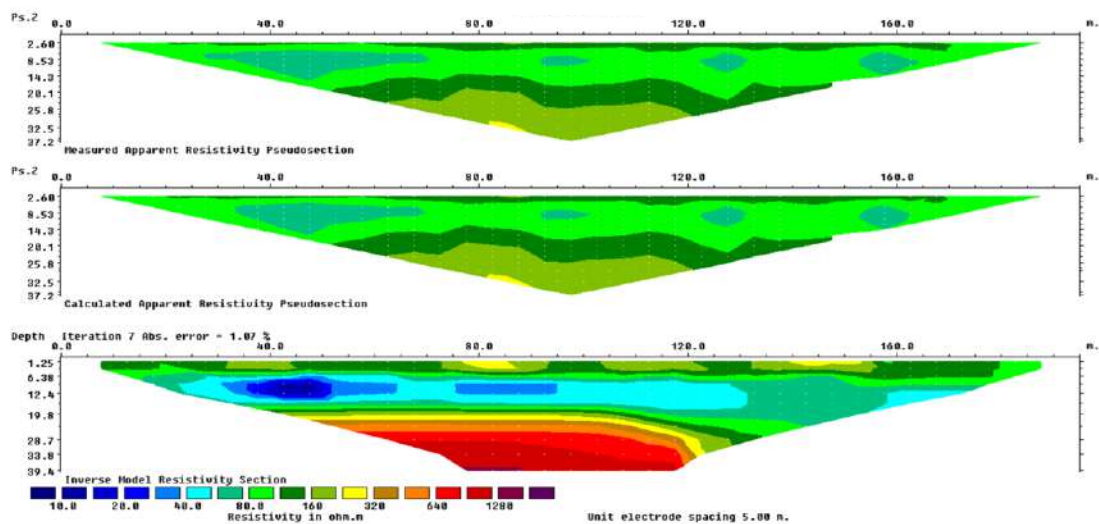 Ps.Z 0.0 40.0 80.0 120.0 160.0 m.
2.60
8.53
14.3
20.1
25.8
32.5
37.2
Measured Apparent Resistivity Pseudosection
Ps.Z 0.0 40.0 80.0 120.0 160.0 m.
2.60
8.53
14.3
20.1
25.8
32.5
37.2
Calculated Apparent Resistivity Pseudosection
Depth Iteration 7 Abs. error = 1.07 %
0.0 40.0 80.0 120.0 160.0 m.
1.25
6.38
12.4
19.8
28.7
33.8
39.4
Inverse Model Resistivity Section
10.0 20.0 40.0 80.0 160 320 640 1280
Resistivity in ohm.m Unit electrode spacing 5.00 m.